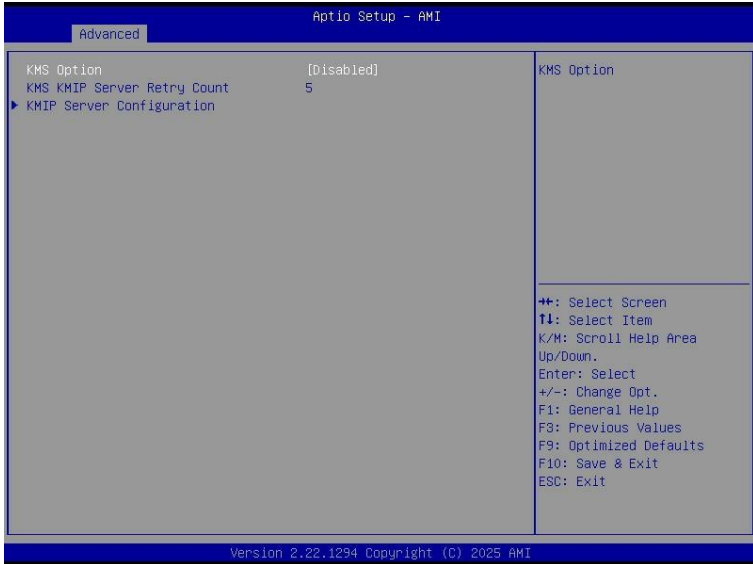 Aptio Setup – AMI
Advanced
KMS Option [Disabled]
KMS KMIP Server Retry Count 5
KMIP Server Configuration
KMS Option
→←: Select Screen
↑↓: Select Item
K/M: Scroll Help Area
Up/Down.
Enter: Select
+/-: Change Opt.
F1: General Help
F3: Previous Values
F9: Optimized Defaults
F10: Save & Exit
ESC: Exit
Version 2.22.1294 Copyright (C) 2025 AMI